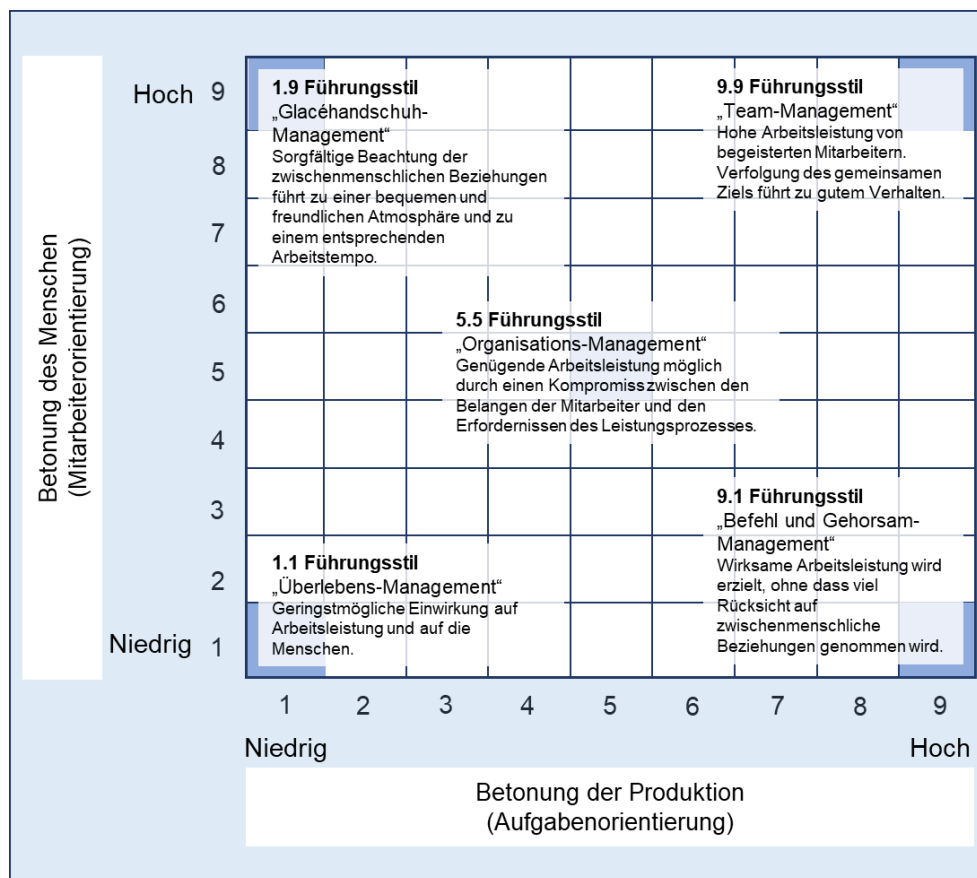 Betonung des Menschen
(Mitarbeiterorientierung)
Hoch
9
8
7
6
5
4
3
2
Niedrig
1
1.9 Führungsstil
„Glacéhandschuh-
Management“
Sorgfältige Beachtung der
zwischenmenschlichen Beziehungen
führt zu einer bequemen und
freundlichen Atmosphäre und zu
einem entsprechenden
Arbeitstempo.
9.9 Führungsstil
„Team-Management“
Hohe Arbeitsleistung von
begeisterten Mitarbeitern.
Verfolgung des gemeinsamen
Ziels führt zu gutem Verhalten.
5.5 Führungsstil
„Organisations-Management“
Genügende Arbeitsleistung möglich
durch einen Kompromiss zwischen den
Belangen der Mitarbeiter und den
Erfordernissen des Leistungsprozesses.
1.1 Führungsstil
„Überlebens-Management“
Geringstmögliche Einwirkung auf
Arbeitsleistung und auf die
Menschen.
9.1 Führungsstil
„Befehl und Gehorsam-
Management“
Wirksame Arbeitsleistung wird
erzielt, ohne dass viel
Rücksicht auf
zwischenmenschliche
Beziehungen genommen wird.
1 2 3 4 5 6 7 8 9
Niedrig Hoch
Betonung der Produktion
(Aufgabenorientierung)